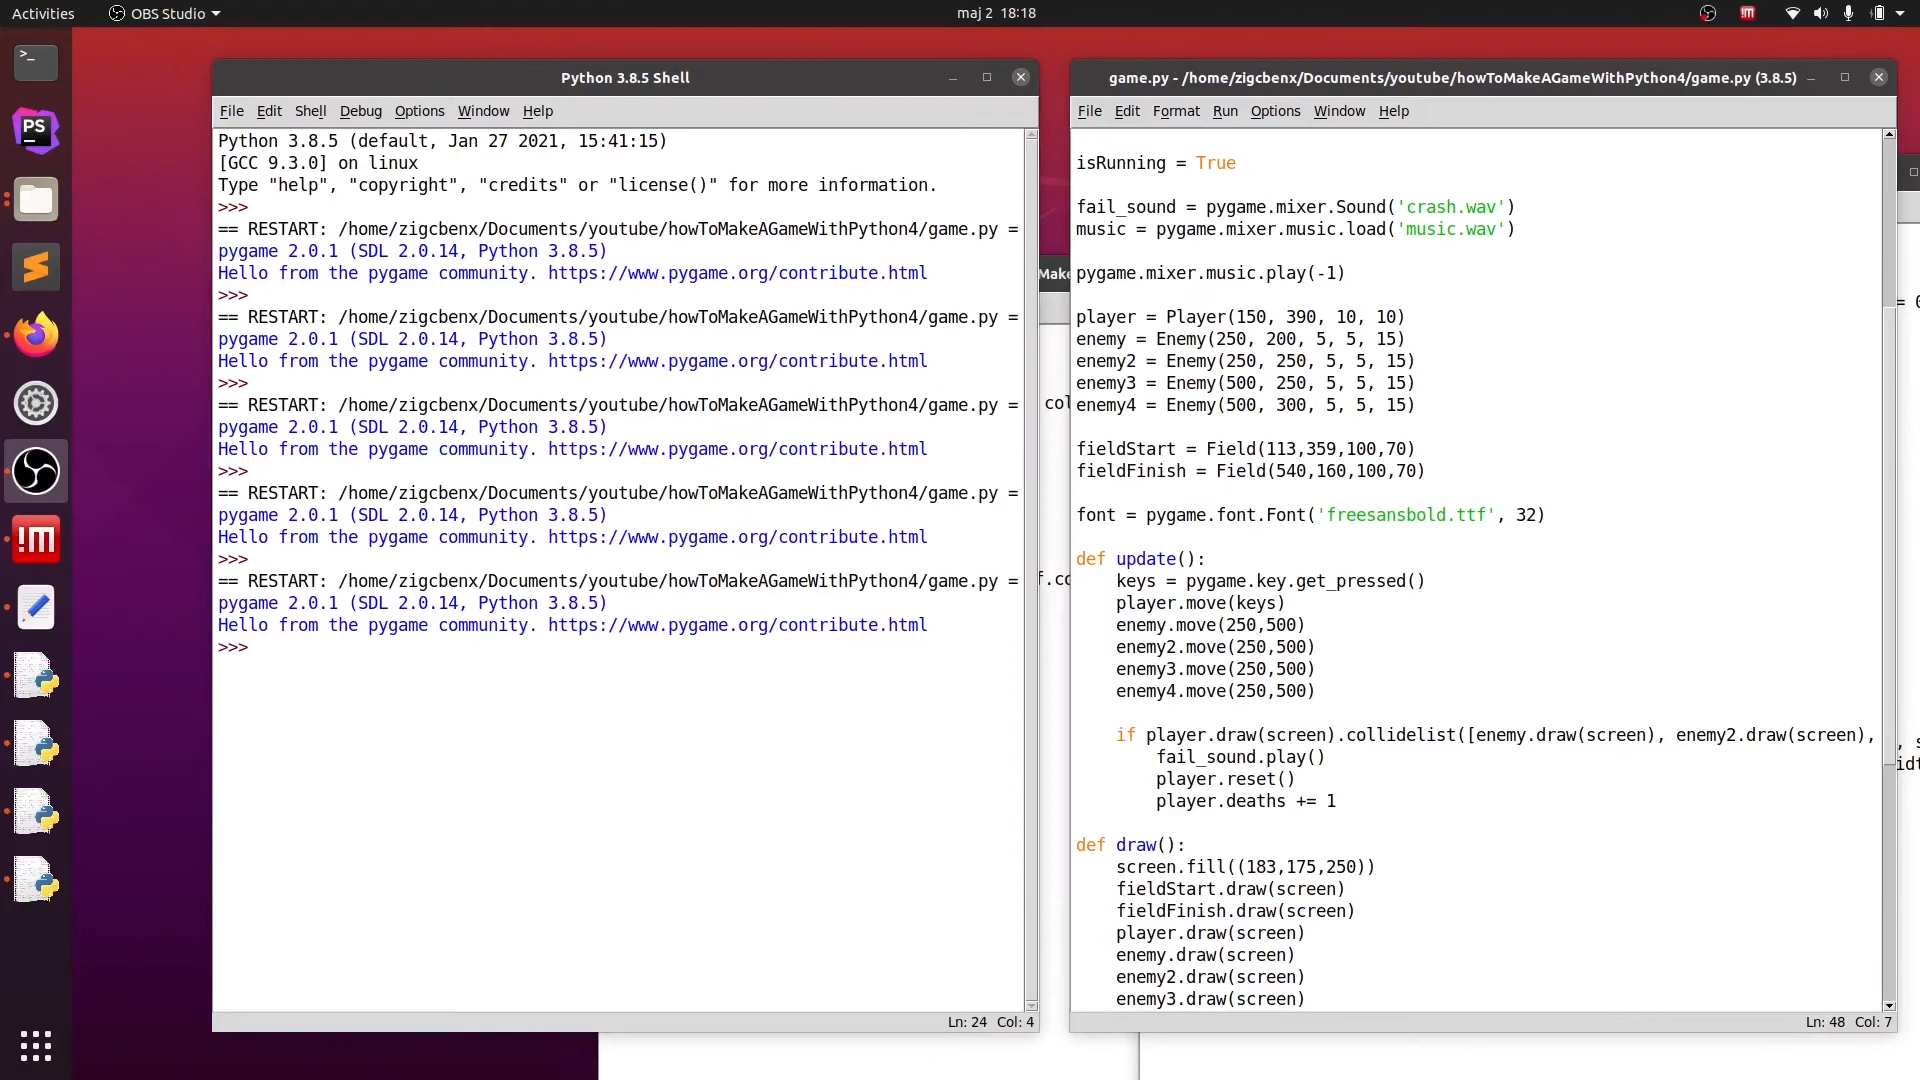 Activities
OBS Studio
maj 2 18:18
Python 3.8.5 Shell
File Edit Shell Debug Options Window Help
Python 3.8.5 (default, Jan 27 2021, 15:41:15)
[GCC 9.3.0] on linux
Type "help", "copyright", "credits" or "license()" for more information.
>>>
== RESTART: /home/zigcbenx/Documents/youtube/howToMakeAGameWithPython4/game.py =
pygame 2.0.1 (SDL 2.0.14, Python 3.8.5)
Hello from the pygame community. https://www.pygame.org/contribute.html
>>>
== RESTART: /home/zigcbenx/Documents/youtube/howToMakeAGameWithPython4/game.py =
pygame 2.0.1 (SDL 2.0.14, Python 3.8.5)
Hello from the pygame community. https://www.pygame.org/contribute.html
>>>
== RESTART: /home/zigcbenx/Documents/youtube/howToMakeAGameWithPython4/game.py =
pygame 2.0.1 (SDL 2.0.14, Python 3.8.5)
Hello from the pygame community. https://www.pygame.org/contribute.html
>>>
== RESTART: /home/zigcbenx/Documents/youtube/howToMakeAGameWithPython4/game.py =
pygame 2.0.1 (SDL 2.0.14, Python 3.8.5)
Hello from the pygame community. https://www.pygame.org/contribute.html
>>>
== RESTART: /home/zigcbenx/Documents/youtube/howToMakeAGameWithPython4/game.py =
pygame 2.0.1 (SDL 2.0.14, Python 3.8.5)
Hello from the pygame community. https://www.pygame.org/contribute.html
>>>
Ln: 24 Col: 4
Make
game.py - /home/zigcbenx/Documents/youtube/howToMakeAGameWithPython4/game.py (3.8.5)
File Edit Format Run Options Window Help
isRunning = True
fail_sound = pygame.mixer.Sound('crash.wav')
music = pygame.mixer.music.load('music.wav')
pygame.mixer.music.play(-1)
player = Player(150, 390, 10, 10)
enemy = Enemy(250, 200, 5, 5, 15)
enemy2 = Enemy(250, 250, 5, 5, 15)
enemy3 = Enemy(500, 250, 5, 5, 15)
enemy4 = Enemy(500, 300, 5, 5, 15)
fieldStart = Field(113,359,100,70)
fieldFinish = Field(540,160,100,70)
font = pygame.font.Font('freesansbold.ttf', 32)
def update():
    keys = pygame.key.get_pressed()
    player.move(keys)
    enemy.move(250,500)
    enemy2.move(250,500)
    enemy3.move(250,500)
    enemy4.move(250,500)
    if player.draw(screen).collidelist([enemy.draw(screen), enemy2.draw(screen),
        fail_sound.play()
        player.reset()
        player.deaths += 1
def draw():
    screen.fill((183,175,250))
    fieldStart.draw(screen)
    fieldFinish.draw(screen)
    player.draw(screen)
    enemy.draw(screen)
    enemy2.draw(screen)
    enemy3.draw(screen)
Ln: 48 Col: 7
PS
!M